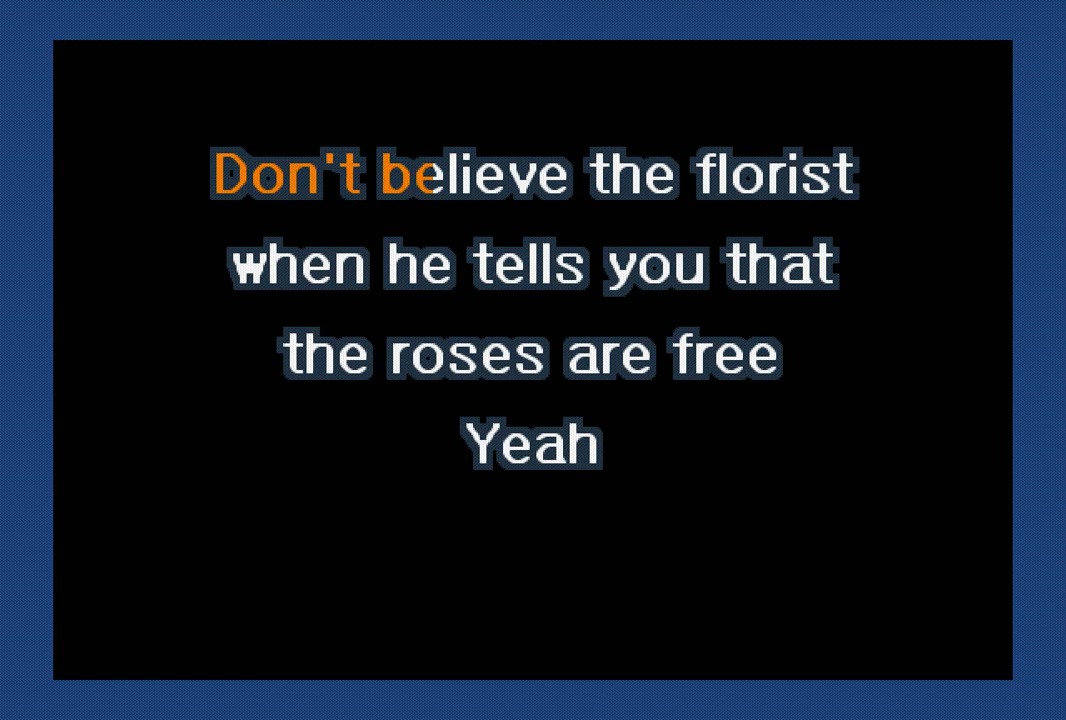 Don't believe the florist
when he tells you that
the roses are free
Yeah